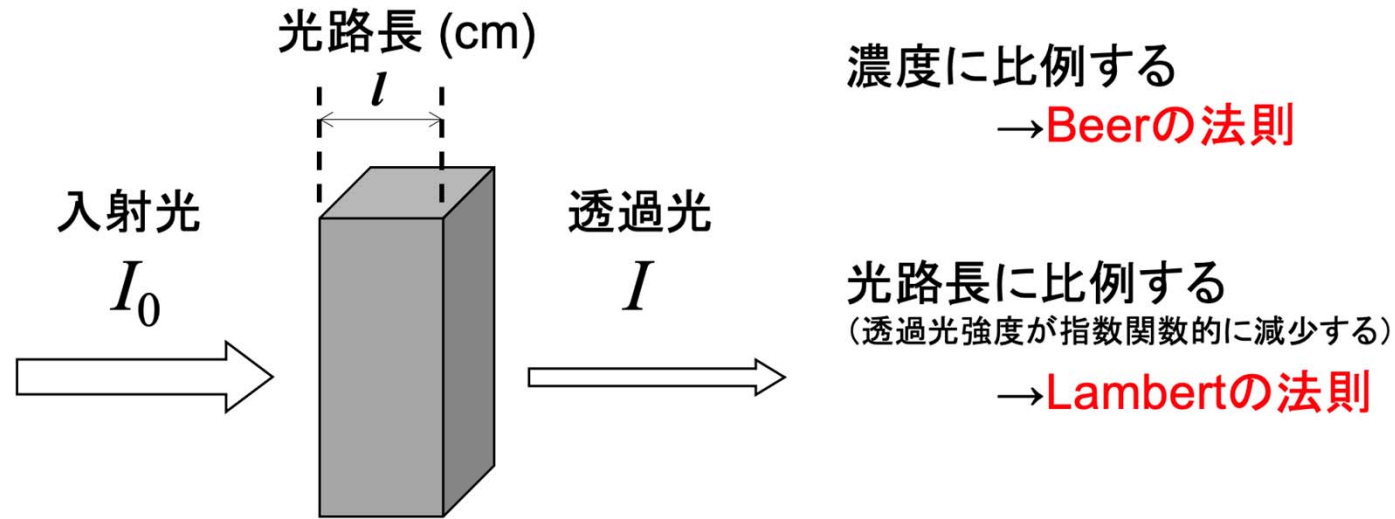 光路長 (cm)
l
入射光
I₀
透過光
I
濃度に比例する
→Beerの法則
光路長に比例する
（透過光強度が指数関数的に減少する）
→Lambertの法則